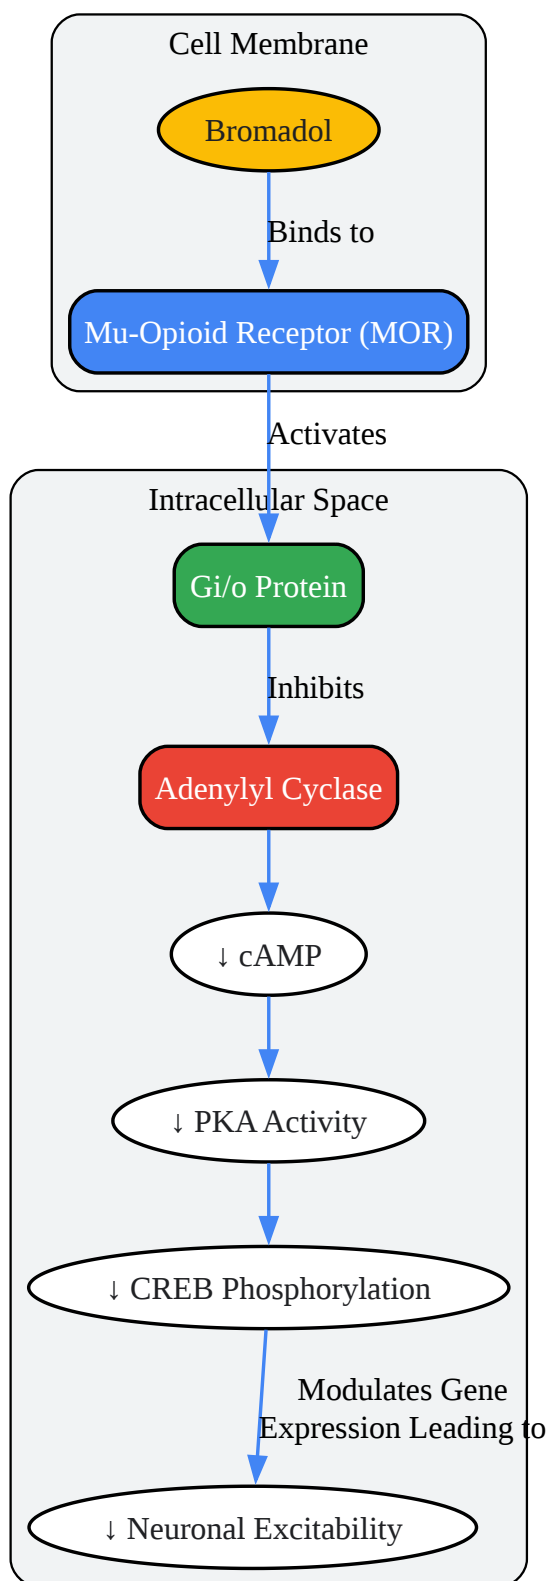 Cell Membrane
Bromadol
Binds to
Mu-Opioid Receptor (MOR)
Activates
Intracellular Space
Gi/o Protein
Inhibits
Adenylyl Cyclase
↓ cAMP
↓ PKA Activity
↓ CREB Phosphorylation
Modulates Gene
Expression Leading to
↓ Neuronal Excitability